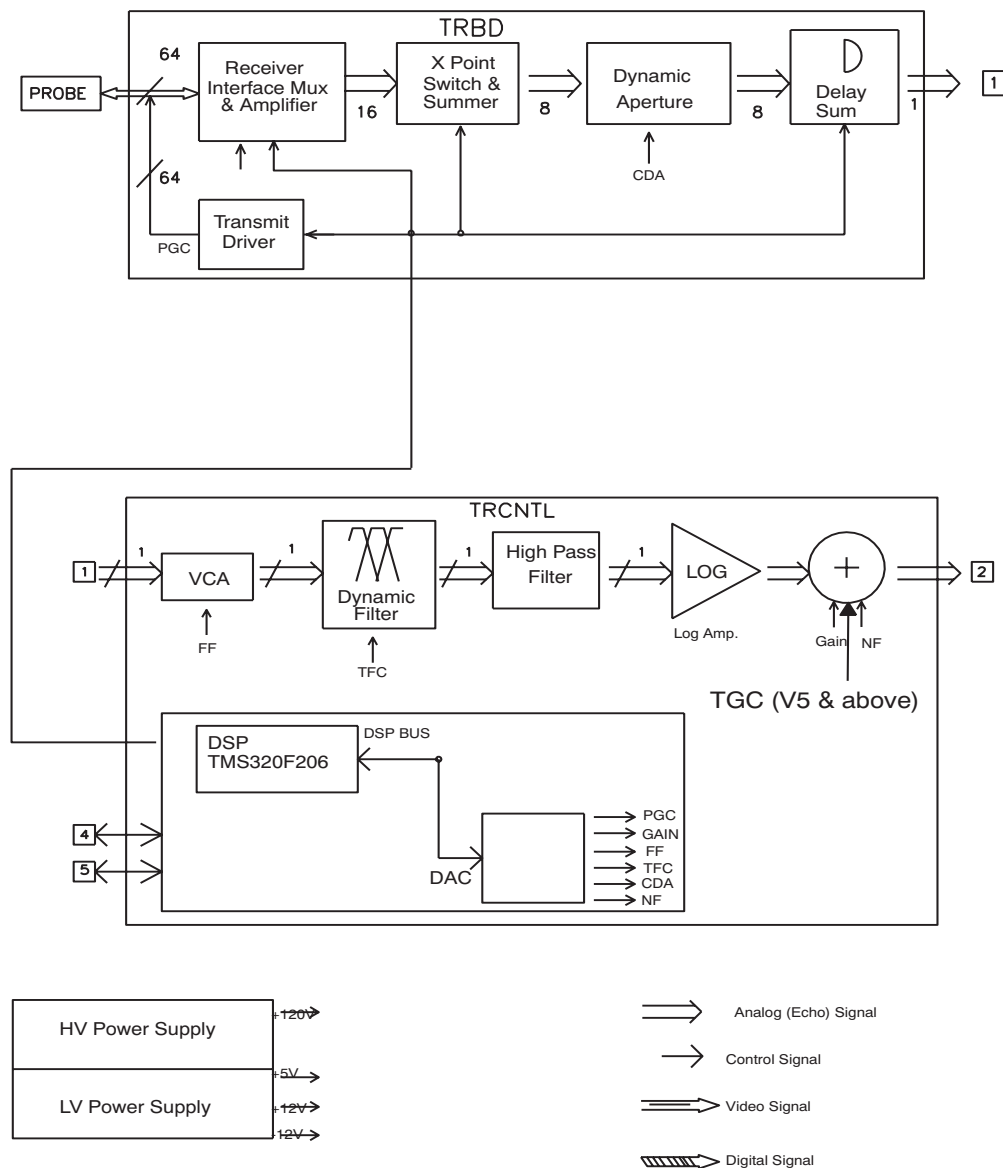 TRBD
64
PROBE
Receiver
Interface Mux
& Amplifier
16
X Point
Switch &
Summer
8
Dynamic
Aperture
8
Delay
Sum
1
1
CDA
64
PGC
Transmit
Driver
TRCNTL
1
1
VCA
FF
1
Dynamic
Filter
TFC
1
High Pass
Filter
1
LOG
Log Amp.
+
2
Gain
NF
TGC (V5 & above)
DSP
TMS320F206
DSP BUS
4
5
DAC
PGC
GAIN
FF
TFC
CDA
NF
HV Power Supply
+120V
+5V
LV Power Supply
+12V
-12V
Analog (Echo) Signal
Control Signal
Video Signal
Digital Signal